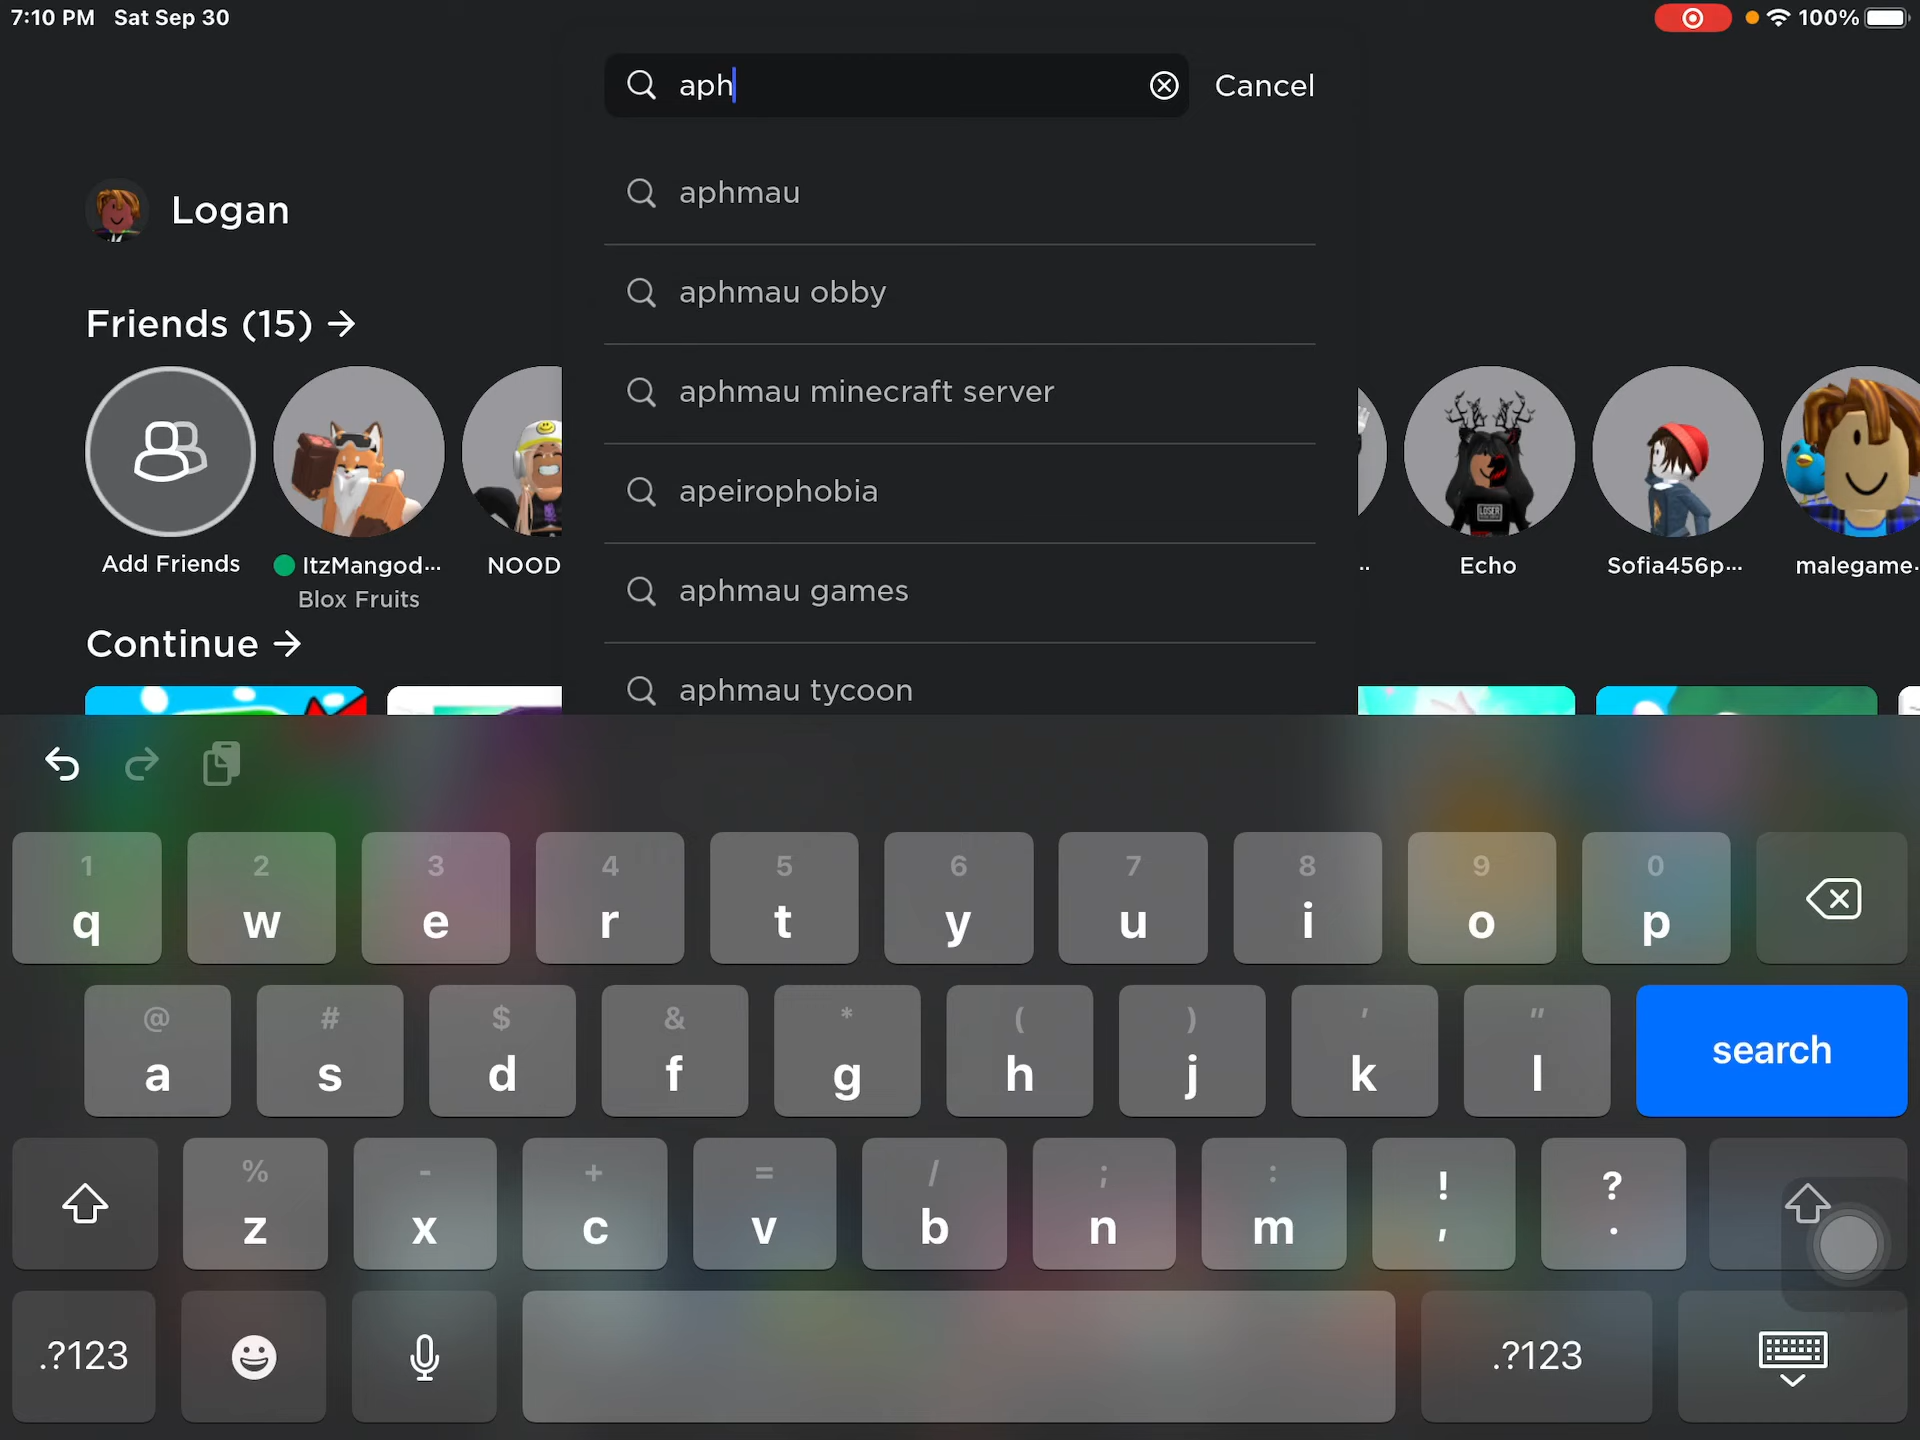 7:10 PM Sat Sep 30
100%
aph
Cancel
aphmau
Logan
aphmau obby
Friends (15) →
aphmau minecraft server
apeirophobia
LOSER
Add Friends
ItzMangod...
NOOD
..
Echo
Sofia456p...
malegame.
Blox Fruits
aphmau games
Continue →
aphmau tycoon
1 2 3 4 5 6 7 8 9 0
q w e r t y u i o p
@ # $ & * ( ) ' "
a s d f g h j k l
search
% - + = / ; : ! ?
z x c v b n m , .
.?123
.?123